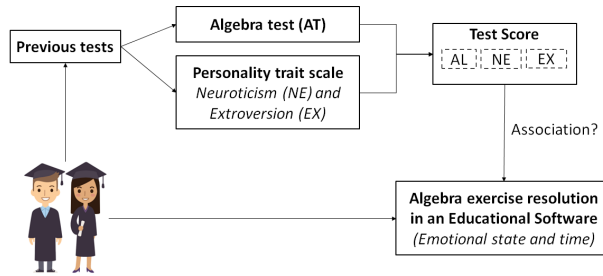 Previous tests
Algebra test (AT)
Personality trait scale
Neuroticism (NE) and
Extroversion (EX)
Test Score
AL NE EX
Association?
Algebra exercise resolution
in an Educational Software
(Emotional state and time)